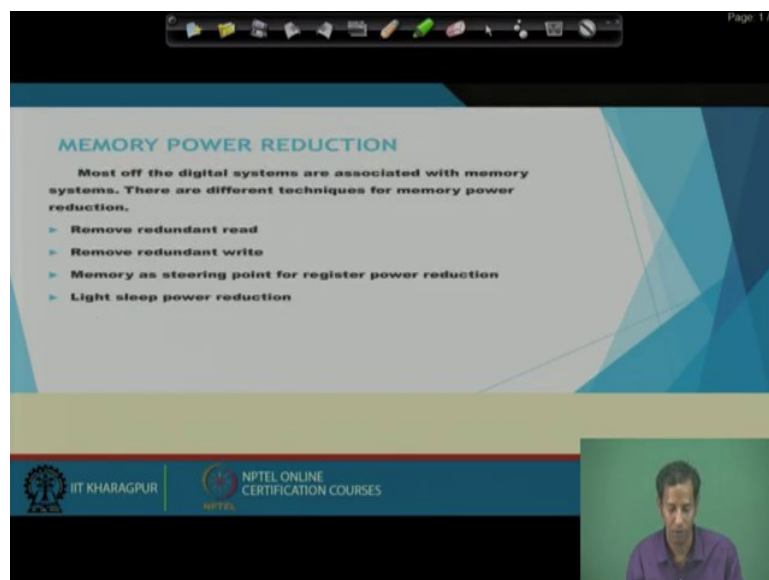 Page: 1 /
MEMORY POWER REDUCTION
Most off the digital systems are associated with memory
systems. There are different techniques for memory power
reduction.
Remove redundant read
Remove redundant write
Memory as steering point for register power reduction
Light sleep power reduction
IIT KHARAGPUR
NPTEL
NPTEL ONLINE
CERTIFICATION COURSES